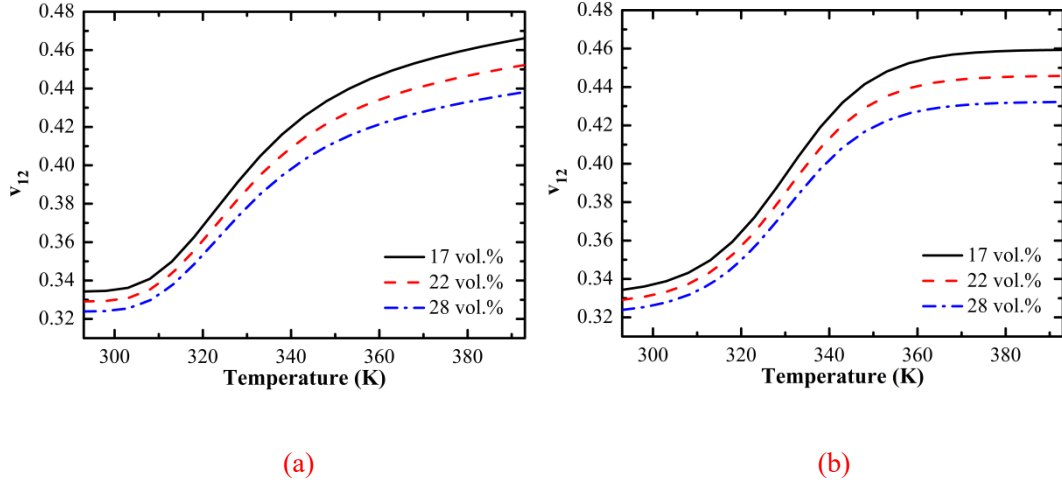 0.48
0.46
0.44
0.42
0.40
0.38
0.36
0.34
0.32
ν12
300 320 340 360 380
Temperature (K)
17 vol.%
22 vol.%
28 vol.%
(a)
0.48
0.46
0.44
0.42
0.40
0.38
0.36
0.34
0.32
ν12
300 320 340 360 380
Temperature (K)
17 vol.%
22 vol.%
28 vol.%
(b)